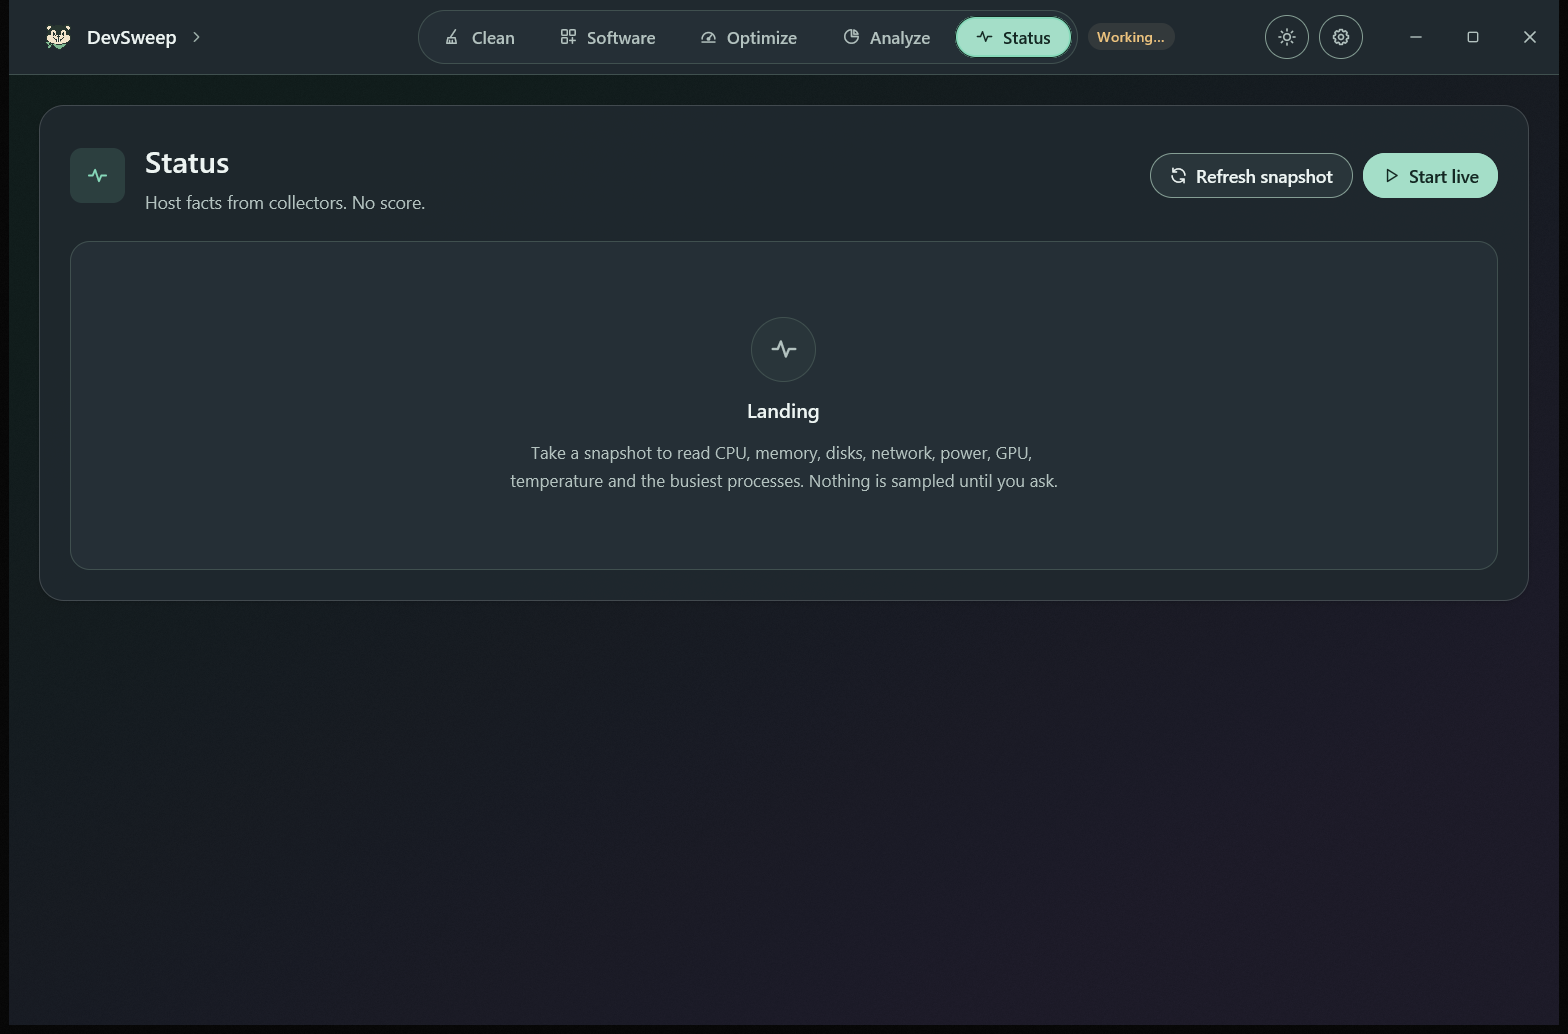 DevSweep
Clean
Software
Optimize
Analyze
Status
Working...
Status
Host facts from collectors. No score.
Refresh snapshot
Start live
Landing
Take a snapshot to read CPU, memory, disks, network, power, GPU,
temperature and the busiest processes. Nothing is sampled until you ask.